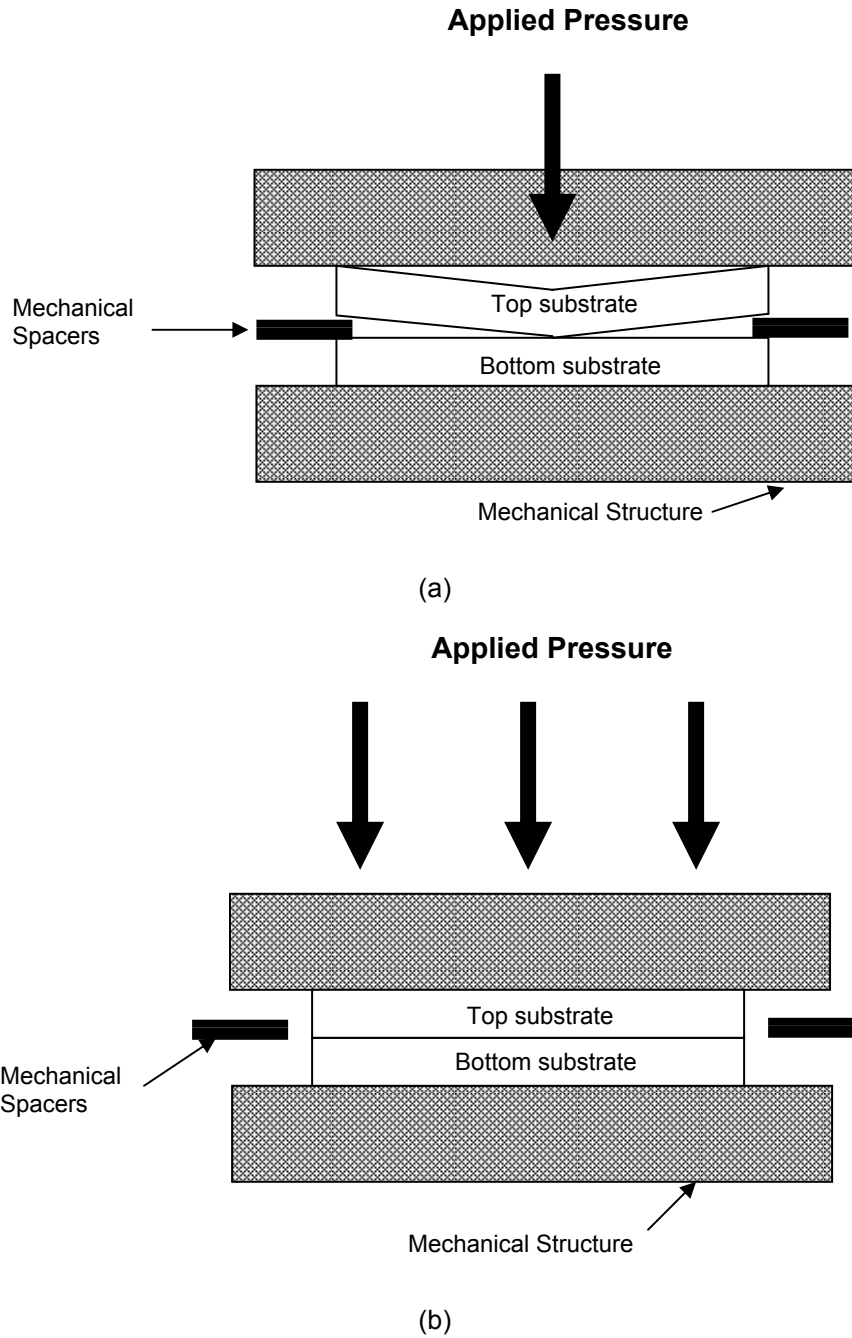 Applied Pressure
Top substrate
Mechanical
Spacers
Bottom substrate
Mechanical Structure
(a)
Applied Pressure
Top substrate
Bottom substrate
Mechanical
Spacers
Mechanical Structure
(b)